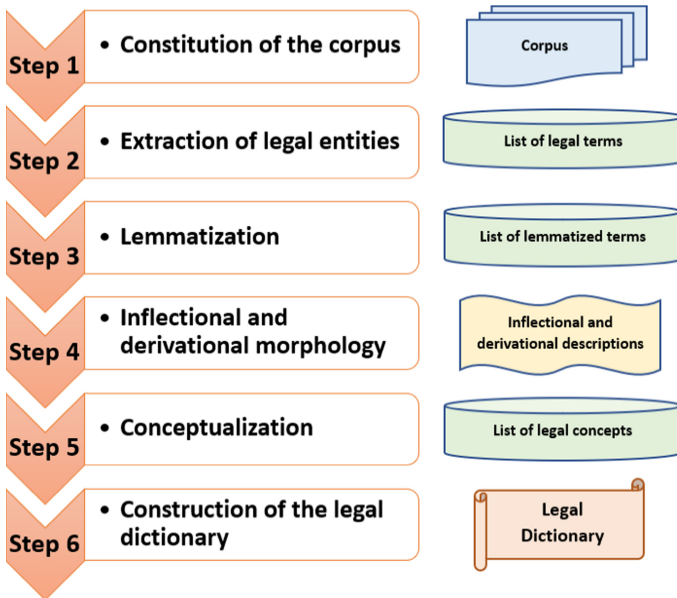 Step 1
• Constitution of the corpus
Corpus
Step 2
• Extraction of legal entities
List of legal terms
Step 3
• Lemmatization
List of lemmatized terms
Step 4
• Inflectional and
derivational morphology
Inflectional and
derivational descriptions
Step 5
• Conceptualization
List of legal concepts
Step 6
• Construction of the legal
dictionary
Legal
Dictionary